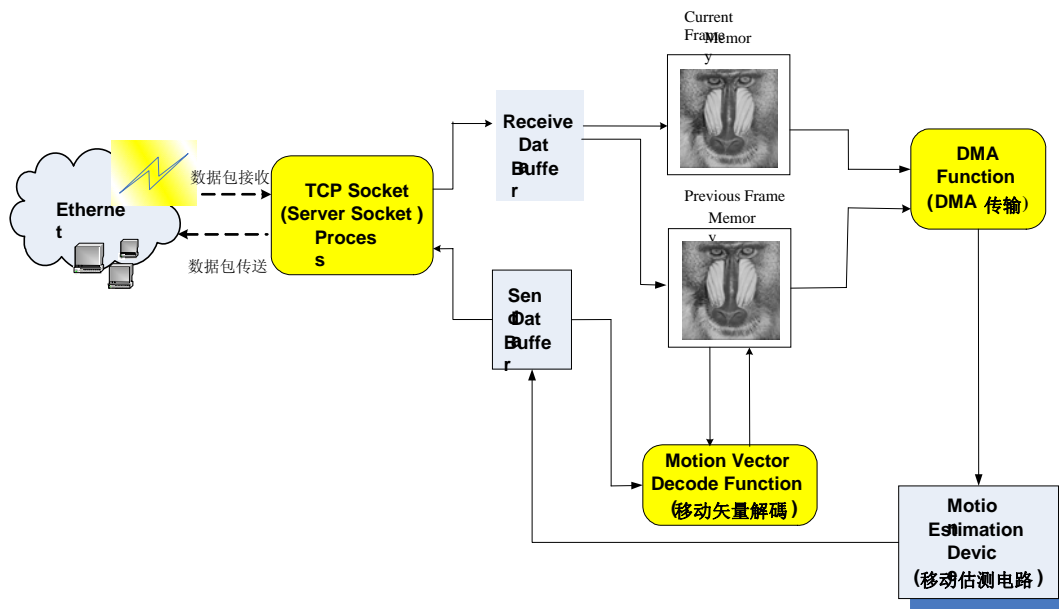 Current
Frame
Memor
y
Receive
Dat
a
Buffe
r
DMA
Function
(DMA 传输)
数据包接收
Etherne
t
TCP Socket
(Server Socket )
Proces
s
数据包传送
Previous Frame
Memor
y
Sen
d
Dat
a
Buffe
r
Motion Vector
Decode Function
(移动矢量解碼)
Motio
n
Estimation
Devic
e
(移动估测电路)